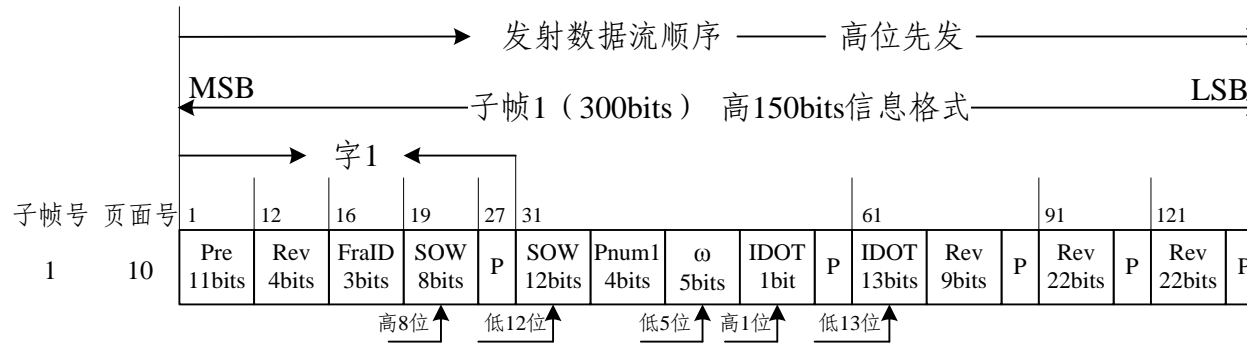 发射数据流顺序 高位先发
MSB LSB
子帧1（300bits） 高150bits信息格式
字1
子帧号 页面号 1 12 16 19 27 31 61 91 121
1 10 Pre 11bits Rev 4bits FraID 3bits SOW 8bits P SOW 12bits Pnum1 4bits ω 5bits IDOT 1bit P IDOT 13bits Rev 9bits P Rev 22bits P Rev 22bits P
高8位 低12位 低5位 高1位 低13位